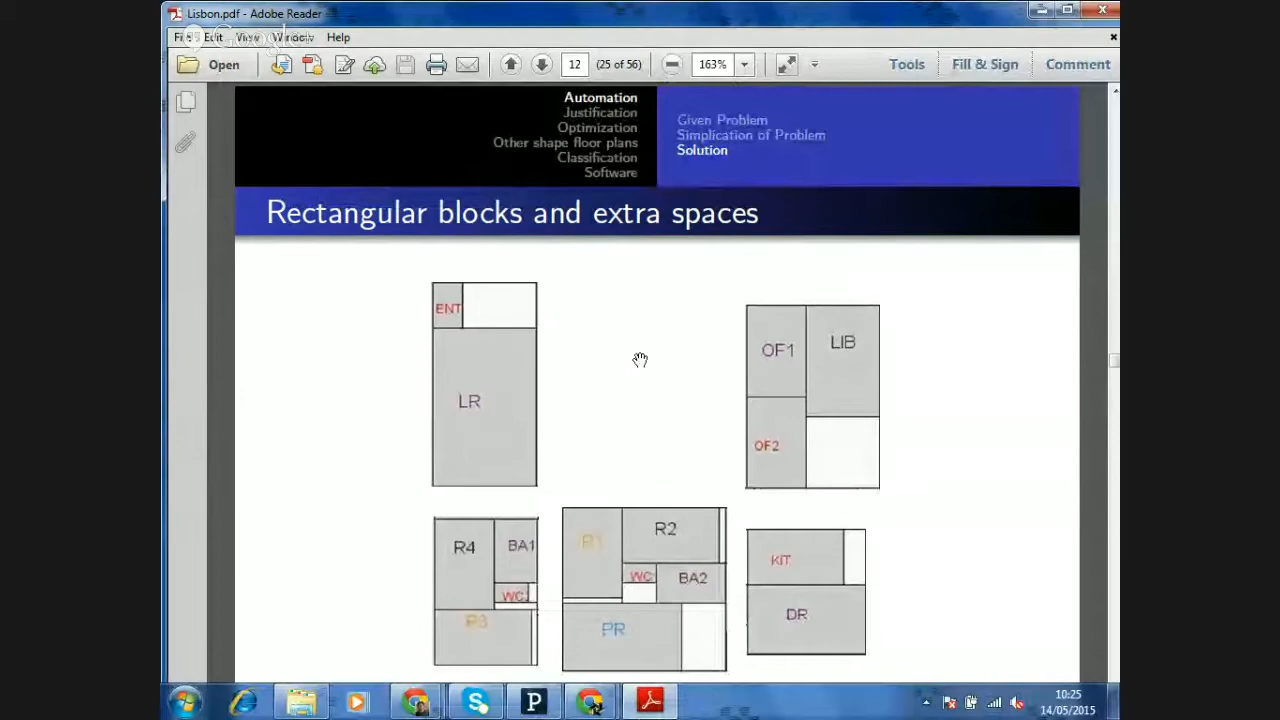 Lisbon.pdf - Adobe Reader
File Edit View Window Help
Google
Open
12 (25 of 56)
163%
Tools
Fill & Sign
Comment
Automation
Justification
Optimization
Other shape floor plans
Classification
Software
Given Problem
Simplication of Problem
Solution
Rectangular blocks and extra spaces
ENT
LR
OF1
LIB
OF2
R4
BA1
R3
R1
R2
WC
BA2
PR
KIT
DR
10:25
14/05/2015